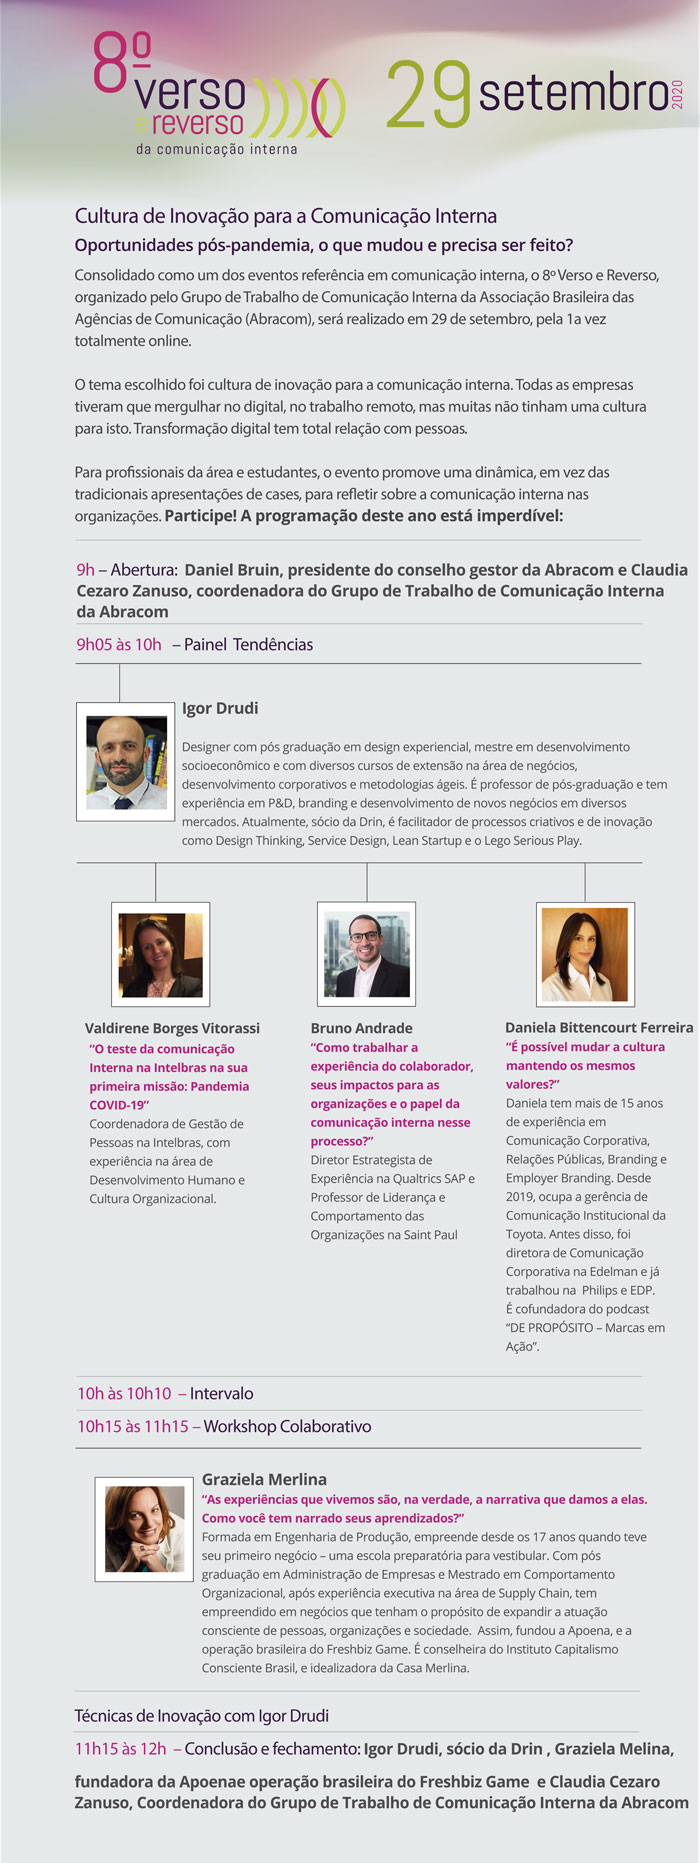 8º
verso
e reverso
da comunicação interna
29 setembro 2020
Cultura de Inovação para a Comunicação Interna
Oportunidades pós-pandemia, o que mudou e precisa ser feito?
Consolidado como um dos eventos referência em comunicação interna, o 8º Verso e Reverso,
organizado pelo Grupo de Trabalho de Comunicação Interna da Associação Brasileira das
Agências de Comunicação (Abracom), será realizado em 29 de setembro, pela 1a vez
totalmente online.
O tema escolhido foi cultura de inovação para a comunicação interna. Todas as empresas
tiveram que mergulhar no digital, no trabalho remoto, mas muitas não tinham uma cultura
para isto. Transformação digital tem total relação com pessoas.
Para profissionais da área e estudantes, o evento promove uma dinâmica, em vez das
tradicionais apresentações de cases, para refletir sobre a comunicação interna nas
organizações. Participe! A programação deste ano está imperdível:
9h – Abertura: Daniel Bruin, presidente do conselho gestor da Abracom e Claudia
Cezaro Zanuso, coordenadora do Grupo de Trabalho de Comunicação Interna
da Abracom
9h05 às 10h – Painel Tendências
Igor Drudi
Designer com pós graduação em design experiencial, mestre em desenvolvimento
socioeconômico e com diversos cursos de extensão na área de negócios,
desenvolvimento corporativos e metodologias ágeis. É professor de pós-graduação e tem
experiência em P&D, branding e desenvolvimento de novos negócios em diversos
mercados. Atualmente, sócio da Drin, é facilitador de processos criativos e de inovação
como Design Thinking, Service Design, Lean Startup e o Lego Serious Play.
Valdirene Borges Vitorassi
“O teste da comunicação
Interna na Intelbras na sua
primeira missão: Pandemia
COVID-19”
Coordenadora de Gestão de
Pessoas na Intelbras, com
experiência na área de
Desenvolvimento Humano e
Cultura Organizacional.
Bruno Andrade
“Como trabalhar a
experiência do colaborador,
seus impactos para as
organizações e o papel da
comunicação interna nesse
processo?”
Diretor Estrategista de
Experiência na Qualtrics SAP e
Professor de Liderança e
Comportamento das
Organizações na Saint Paul
Daniela Bittencourt Ferreira
“É possível mudar a cultura
mantendo os mesmos
valores?”
Daniela tem mais de 15 anos
de experiência em
Comunicação Corporativa,
Relações Públicas, Branding e
Employer Branding. Desde
2019, ocupa a gerência de
Comunicação Institucional da
Toyota. Antes disso, foi
diretora de Comunicação
Corporativa na Edelman e já
trabalhou na Philips e EDP.
É cofundadora do podcast
“DE PROPÓSITO – Marcas em
Ação”.
10h às 10h10 – Intervalo
10h15 às 11h15 – Workshop Colaborativo
Graziela Merlina
“As experiências que vivemos são, na verdade, a narrativa que damos a elas.
Como você tem narrado seus aprendizados?”
Formada em Engenharia de Produção, empreende desde os 17 anos quando teve
seu primeiro negócio – uma escola preparatória para vestibular. Com pós
graduação em Administração de Empresas e Mestrado em Comportamento
Organizacional, após experiência executiva na área de Supply Chain, tem
empreendido em negócios que tenham o propósito de expandir a atuação
consciente de pessoas, organizações e sociedade. Assim, fundou a Apoena, e a
operação brasileira do Freshbiz Game. É conselheira do Instituto Capitalismo
Consciente Brasil, e idealizadora da Casa Merlina.
Técnicas de Inovação com Igor Drudi
11h15 às 12h – Conclusão e fechamento: Igor Drudi, sócio da Drin , Graziela Melina,
fundadora da Apoenae operação brasileira do Freshbiz Game e Claudia Cezaro
Zanuso, Coordenadora do Grupo de Trabalho de Comunicação Interna da Abracom